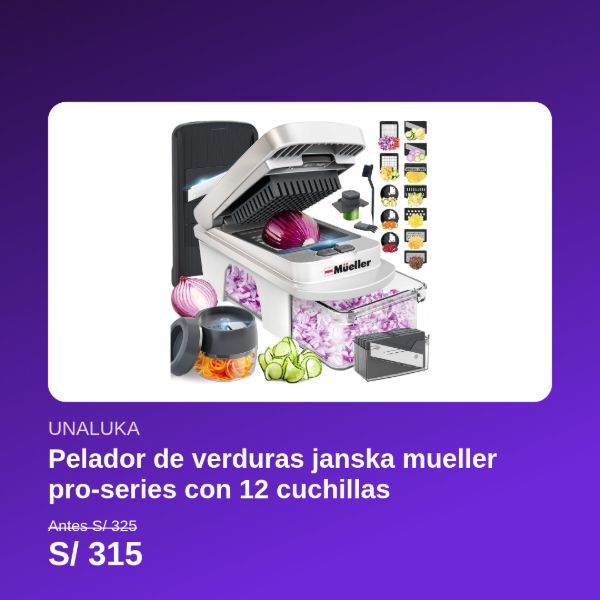 Mueller
UNALUKA
Pelador de verduras janska mueller
pro-series con 12 cuchillas
Antes S/ 325
S/ 315